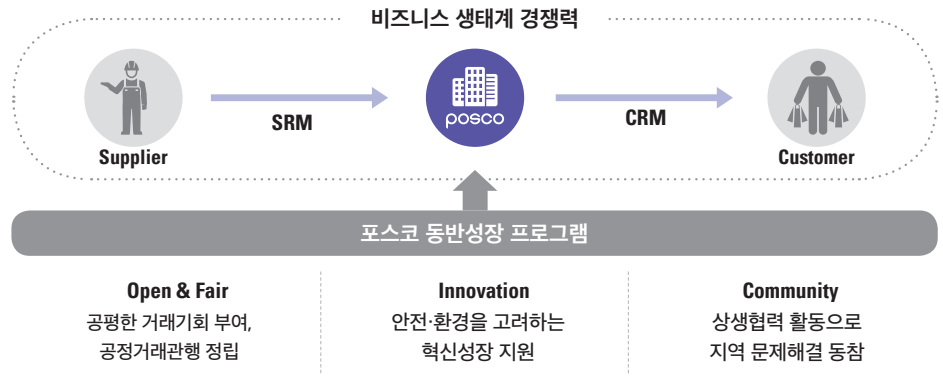 비즈니스 생태계 경쟁력
SRM
posco
CRM
Supplier
Customer
포스코 동반성장 프로그램
Open & Fair
공평한 거래기회 부여,
공정거래관행 정립
Innovation
안전·환경을 고려하는
혁신성장 지원
Community
상생협력 활동으로
지역 문제해결 동참